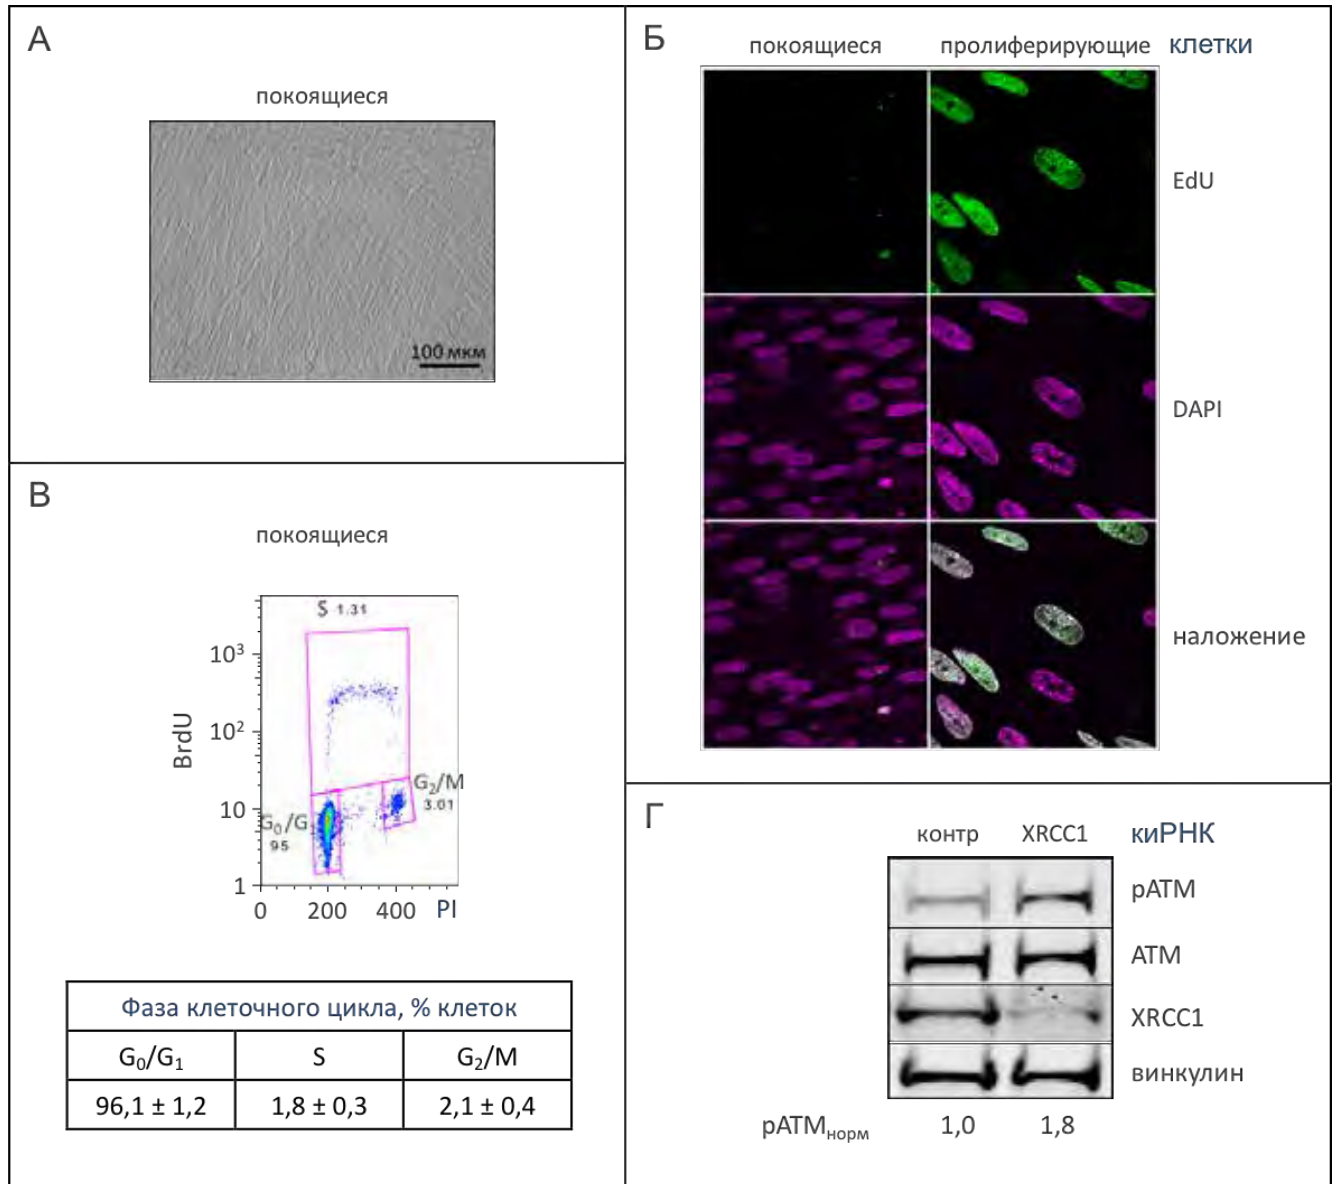 А
покоящиеся
100 мкм
Б
покоящиеся пролиферирующие клетки
EdU
DAPI
наложение
В
покоящиеся
S 1.31
10³
10²
10
1
BrdU
G₂/M
3.01
G₀/G
95
0 200 400 PI
Фаза клеточного цикла, % клеток
G₀/G₁ S G₂/M
96,1 ± 1,2 1,8 ± 0,3 2,1 ± 0,4
Г
контр XRCC1 киРНК
pATM
ATM
XRCC1
винкулин
pATMнорм 1,0 1,8